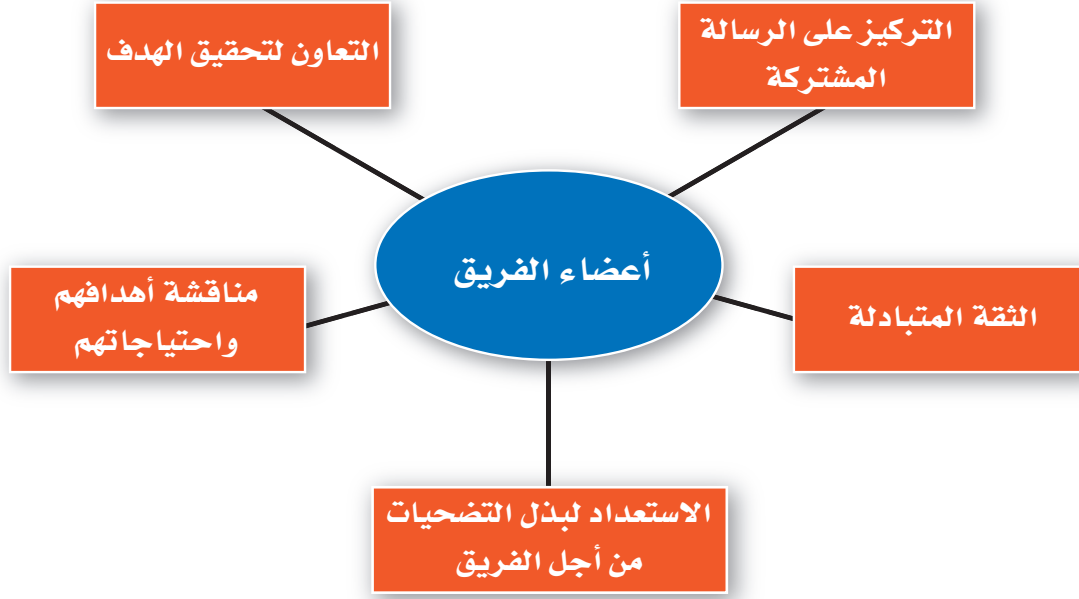 التركيز على الرسالة
المشتركة
التعاون لتحقيق الهدف
أعضاء الفريق
الثقة المتبادلة
مناقشة أهدافهم
واحتياجاتهم
الاستعداد لبذل التضحيات
من أجل الفريق